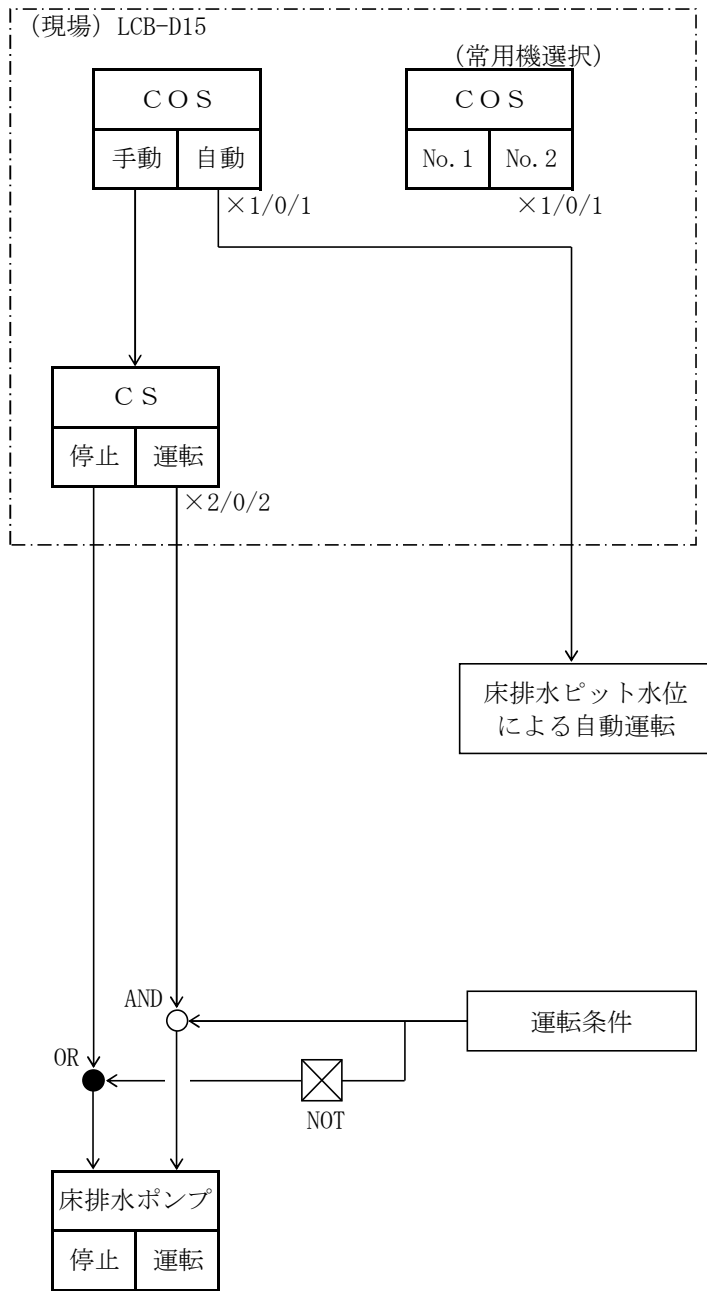 (現場) LCB-D15
(常用機選択)
COS
COS
手動 自動
No.1 No.2
×1/0/1
×1/0/1
CS
停止 運転
×2/0/2
床排水ピット水位
による自動運転
AND
運転条件
OR
NOT
床排水ポンプ
停止 運転